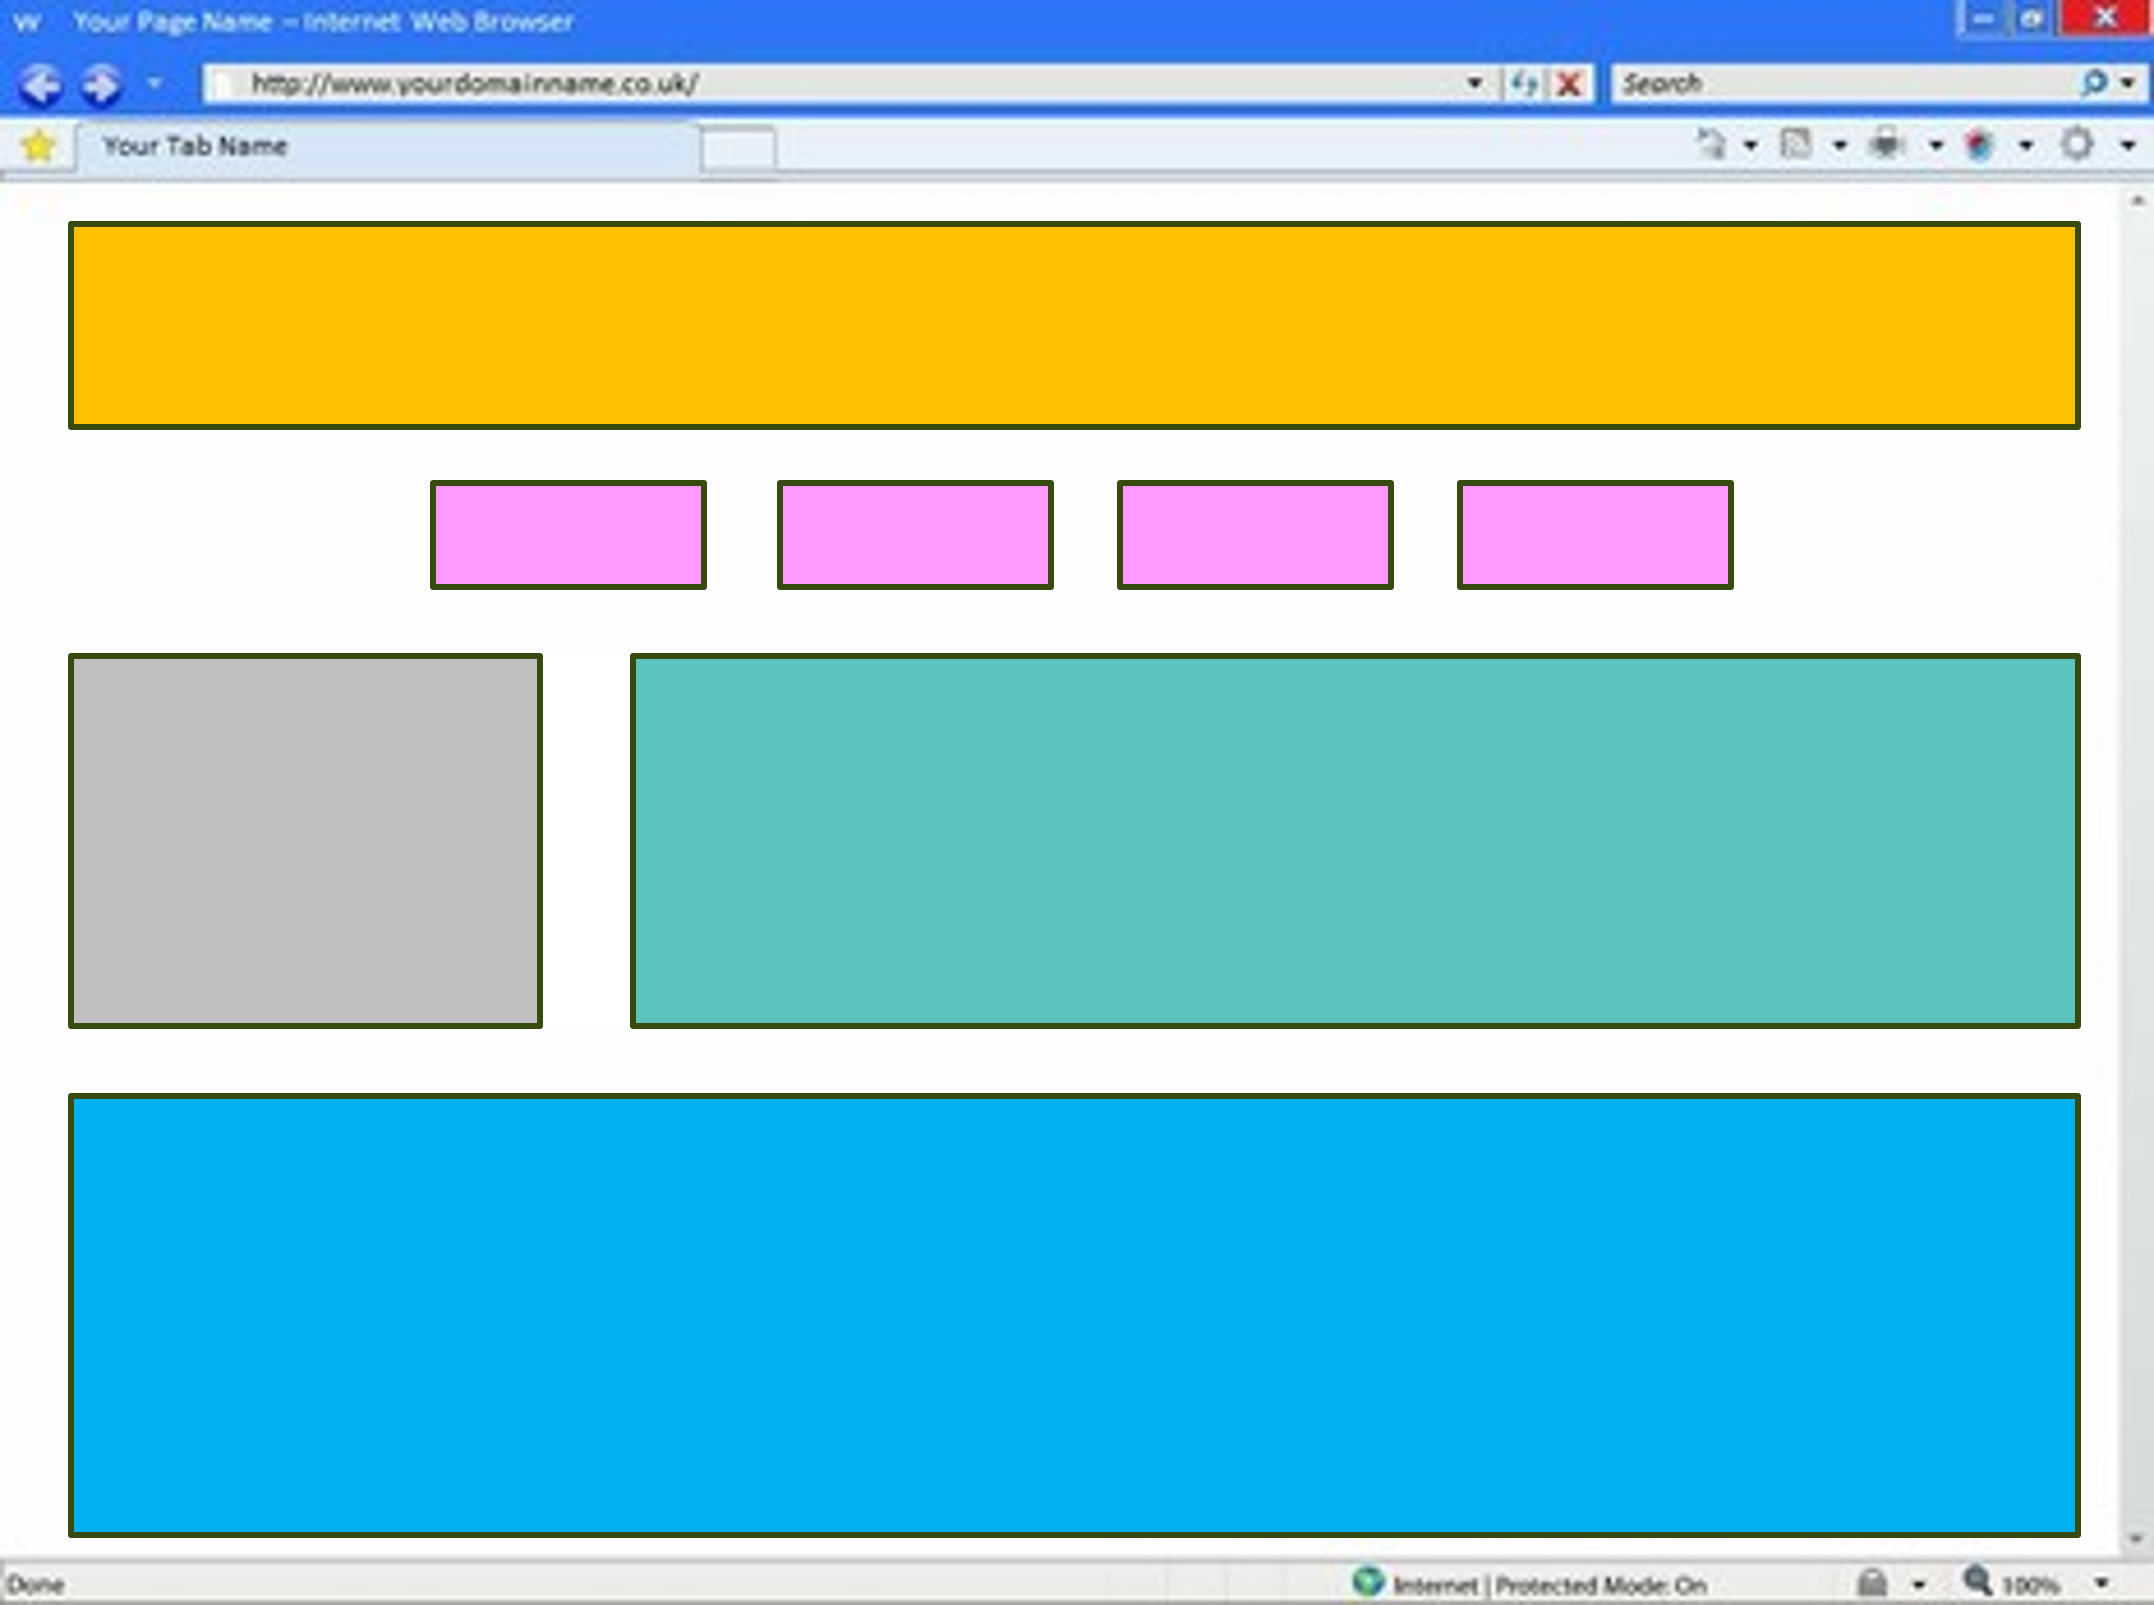 w Your Page Name – Internet Web Browser
http://www.yourdomainname.co.uk/ Search
Your Tab Name
Done Internet | Protected Mode: On 100%